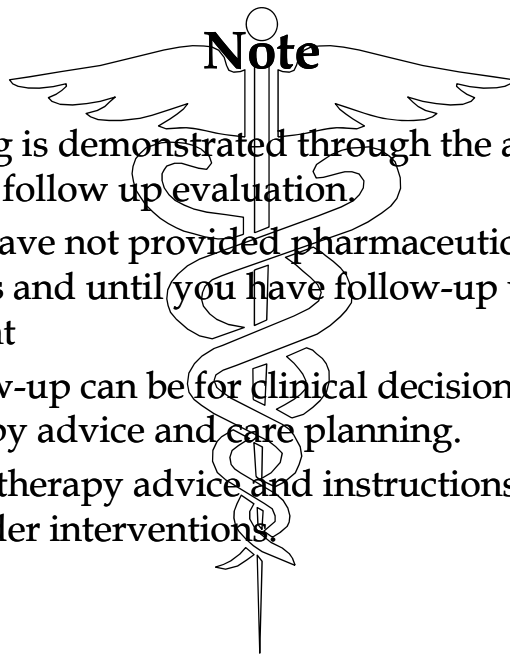 Note
g is demonstrated through the a
follow up evaluation.
ave not provided pharmaceutic
s and until you have follow-up
nt
w-up can be for clinical decision
py advice and care planning.
therapy advice and instructions
ler interventions.